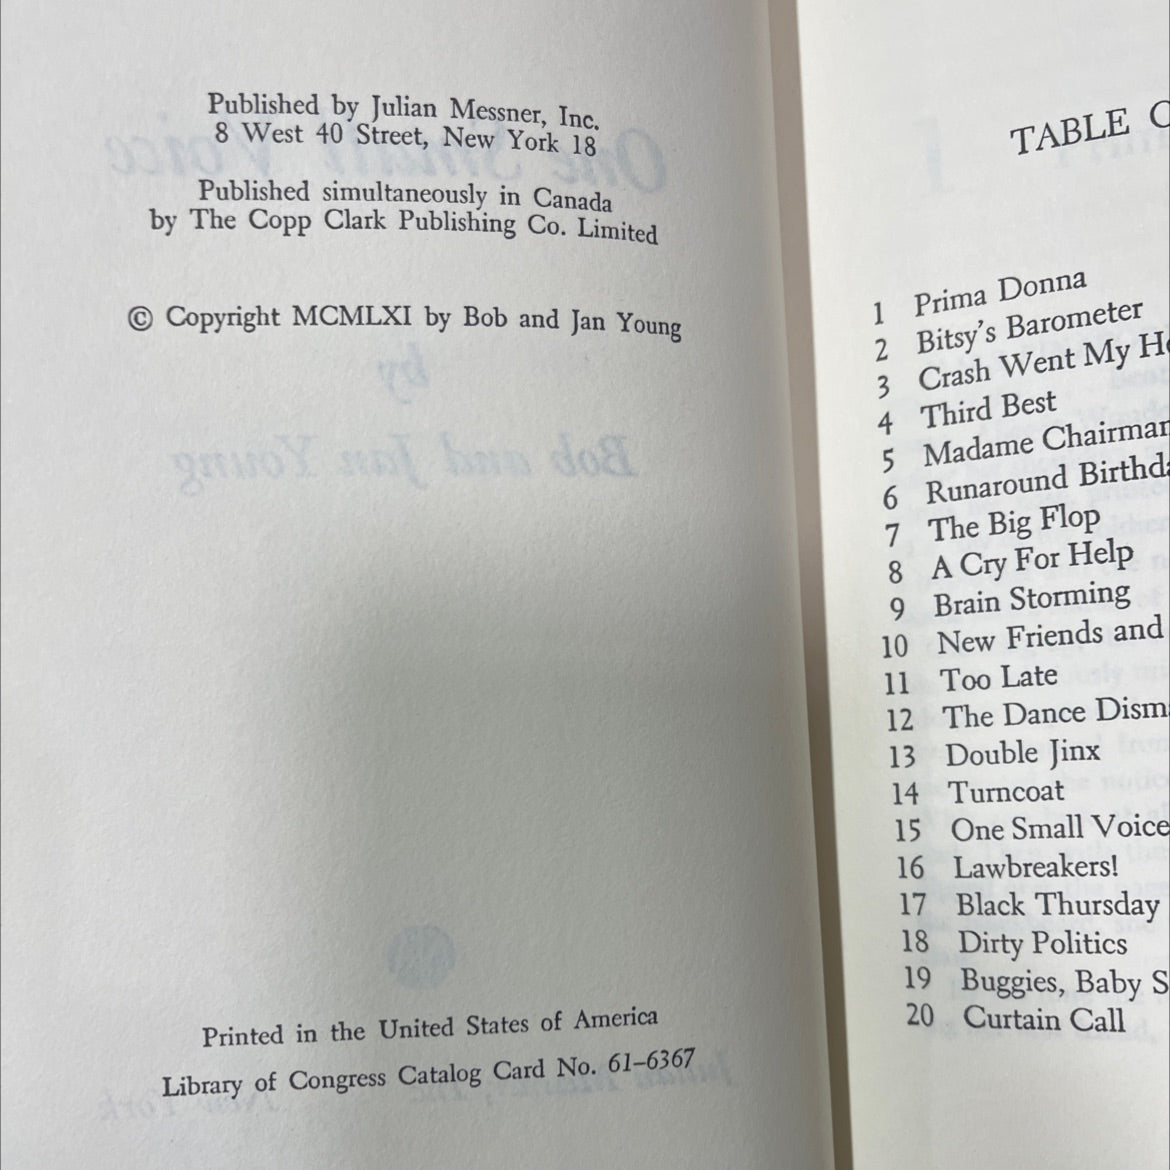 Published by Julian Messner, Inc.
8 West 40 Street, New York 18
Published simultaneously in Canada
by The Copp Clark Publishing Co. Limited
© Copyright MCMLXI by Bob and Jan Young
Printed in the United States of America
Library of Congress Catalog Card No. 61-6367
TABLE
1 Prima Donna
2 Bitsy's Barometer
3 Crash Went My
4 Third Best
5 Madame Chairman
6 Runaround
7 The Big Flop
8 A Cry For Help
9 Brain Storming
10 New Friends and
11 Too Late
12 The Dance
13 Double Jinx
14 Turncoat
15 One Small Voice
16 Lawbreakers!
17 Black Thursday
18 Dirty Politics
19 Buggies, Baby
20 Curtain Call